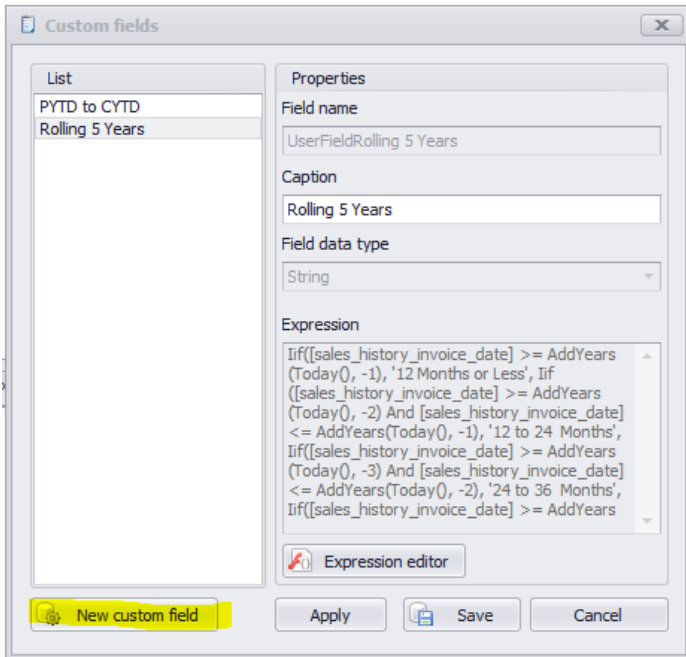 Custom fields
List
PYTD to CYTD
Rolling 5 Years
Properties
Field name
UserFieldRolling 5 Years
Caption
Rolling 5 Years
Field data type
String
Expression
Iif([sales_history_invoice_date] >= AddYears
(Today(), -1), '12 Months or Less', Iif
([sales_history_invoice_date] >= AddYears
(Today(), -2) And [sales_history_invoice_date]
<= AddYears(Today(), -1), '12 to 24  Months',
Iif([sales_history_invoice_date] >= AddYears
(Today(), -3) And [sales_history_invoice_date]
<= AddYears(Today(), -2), '24 to 36  Months',
Iif([sales_history_invoice_date] >= AddYears
Expression editor
New custom field
Apply
Save
Cancel